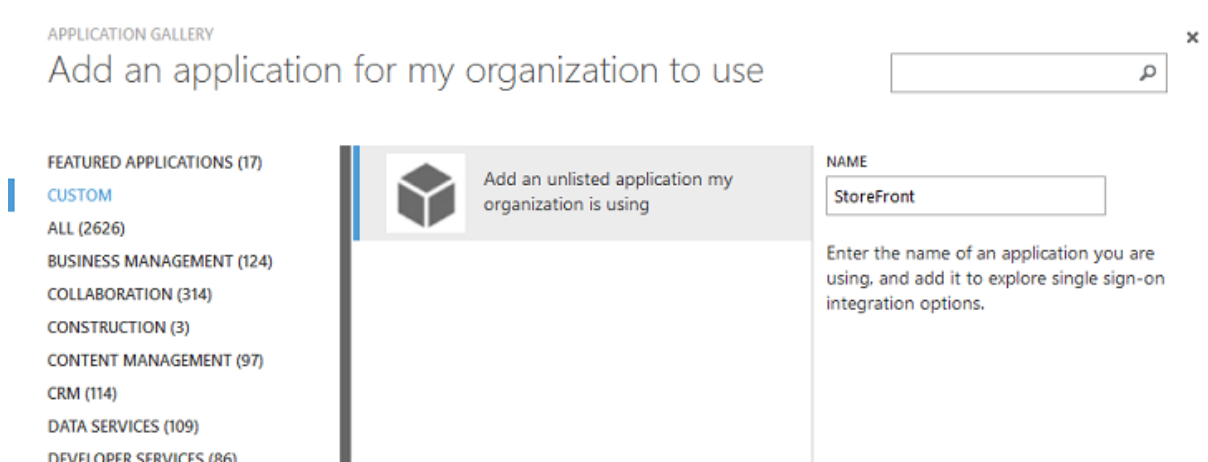 APPLICATION GALLERY
Add an application for my organization to use
FEATURED APPLICATIONS (17)
CUSTOM
ALL (2626)
BUSINESS MANAGEMENT (124)
COLLABORATION (314)
CONSTRUCTION (3)
CONTENT MANAGEMENT (97)
CRM (114)
DATA SERVICES (109)
DEVELOPER SERVICES (86)
Add an unlisted application my
organization is using
NAME
StoreFront
Enter the name of an application you are
using, and add it to explore single sign-on
integration options.